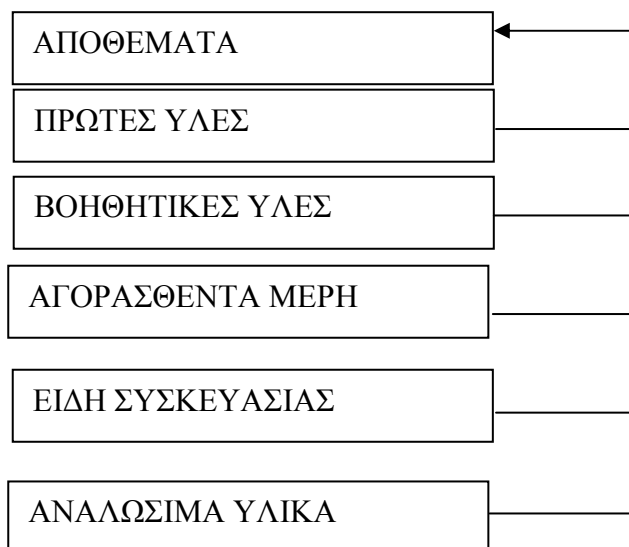 ΑΠΟΘΕΜΑΤΑ
ΠΡΩΤΕΣ ΥΛΕΣ
ΒΟΗΘΗΤΙΚΕΣ ΥΛΕΣ
ΑΓΟΡΑΣΘΕΝΤΑ ΜΕΡΗ
ΕΙΔΗ ΣΥΣΚΕΥΑΣΙΑΣ
ΑΝΑΛΩΣΙΜΑ ΥΛΙΚΑ